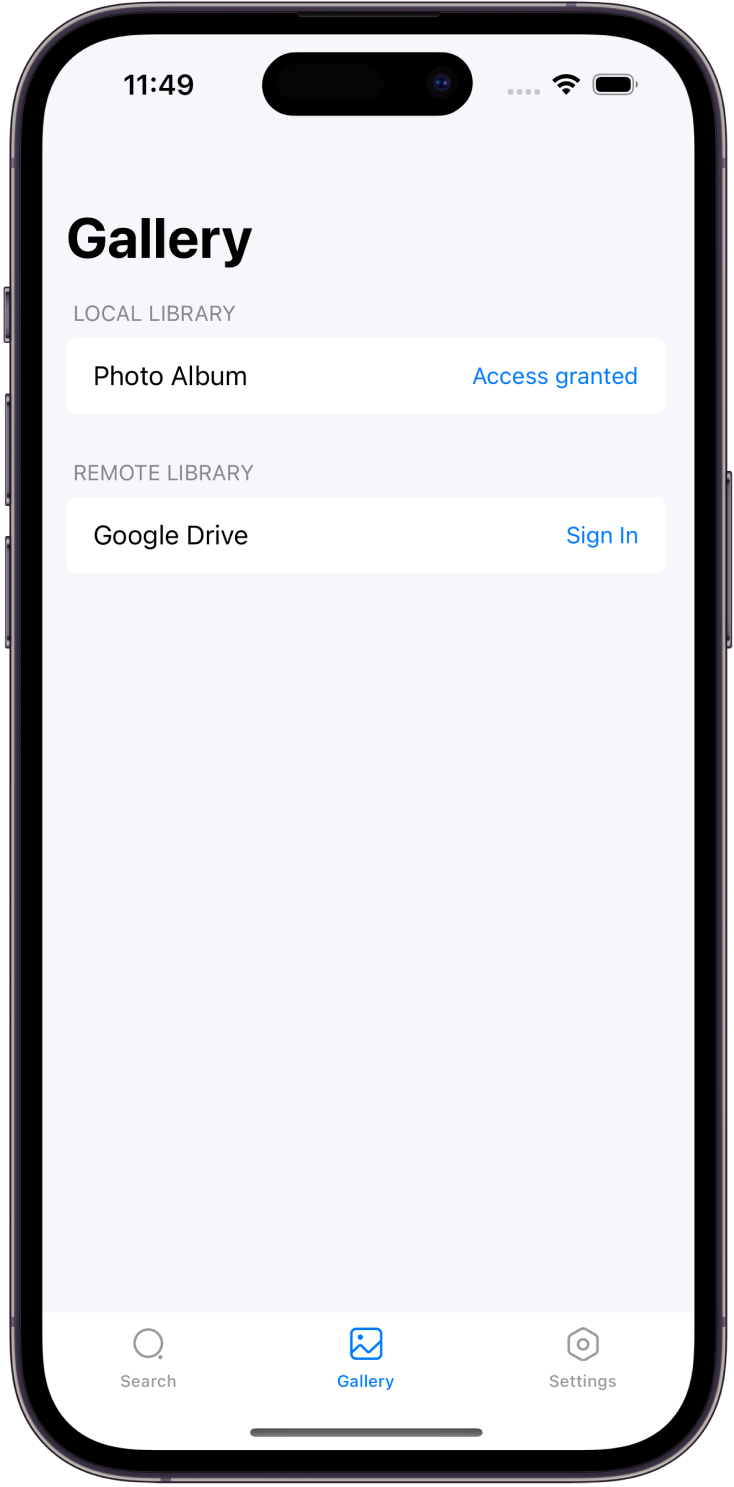 11:49
Gallery
LOCAL LIBRARY
Photo Album Access granted
REMOTE LIBRARY
Google Drive Sign In
Search Gallery Settings